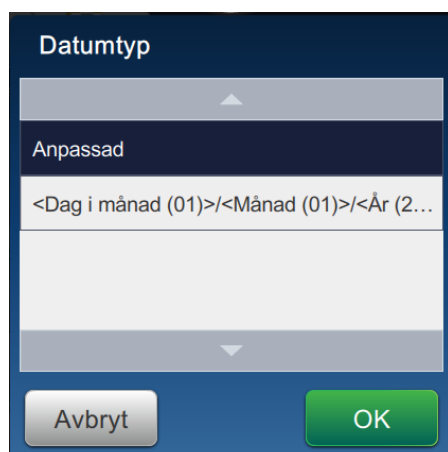 Datumtyp
Anpassad
<Dag i månad (01)>/<Månad (01)>/<År (2...
Avbryt
OK